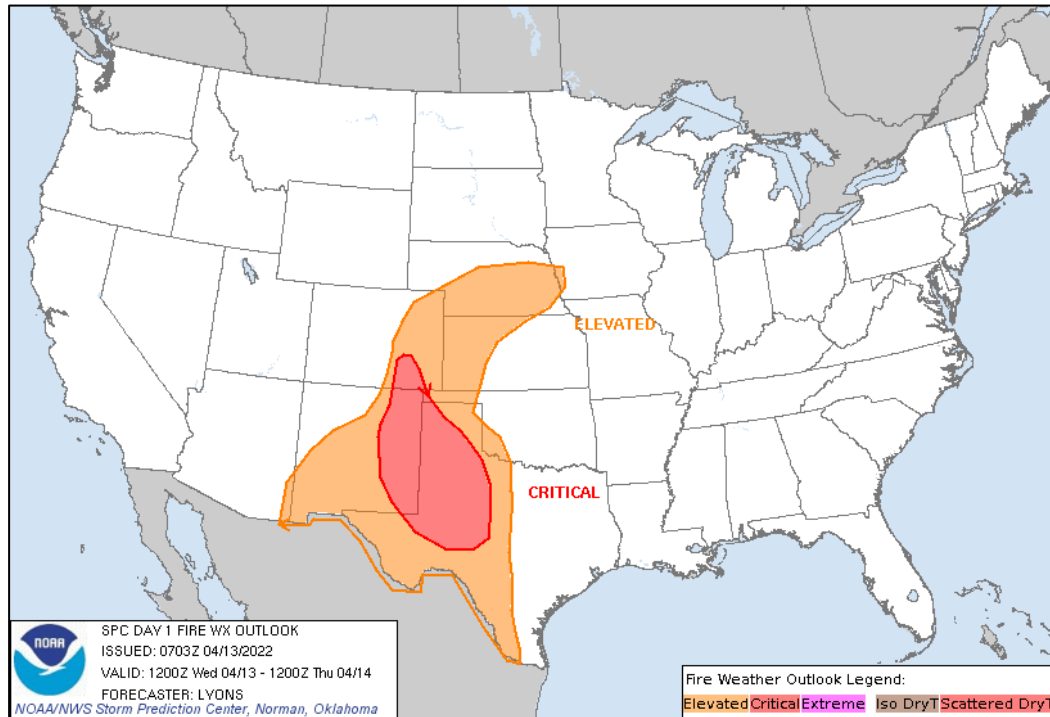 ELEVATED
CRITICAL
NOAA
SPC DAY 1 FIRE WX OUTLOOK
ISSUED: 0703Z 04/13/2022
VALID: 1200Z Wed 04/13 - 1200Z Thu 04/14
FORECASTER: LYONS
NOAA/NWS Storm Prediction Center, Norman, Oklahoma
Fire Weather Outlook Legend:
Elevated Critical Extreme Iso DryT Scattered DryT